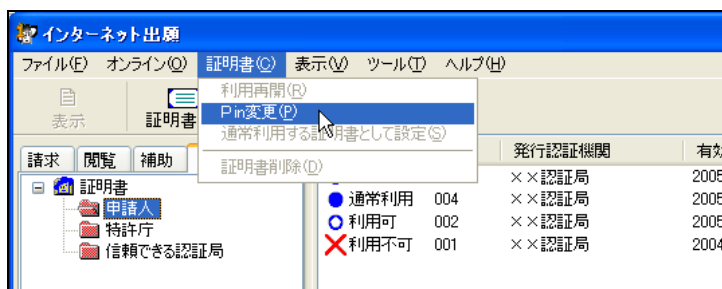 インターネット出願
ファイル(F) オンライン(O) 証明書(C) 表示(V) ツール(T) ヘルプ(H)
利用再開(R)
Pin変更(P)
通常利用する証明書として設定(S)
証明書削除(D)
表示 証明書
請求 閲覧 補助
発行認証機関 有効
証明書
申請人
特許庁
信頼できる認証局
××認証局 2005
通常利用 004 ××認証局 2005
利用可 002 ××認証局 2005
利用不可 001 ××認証局 2004